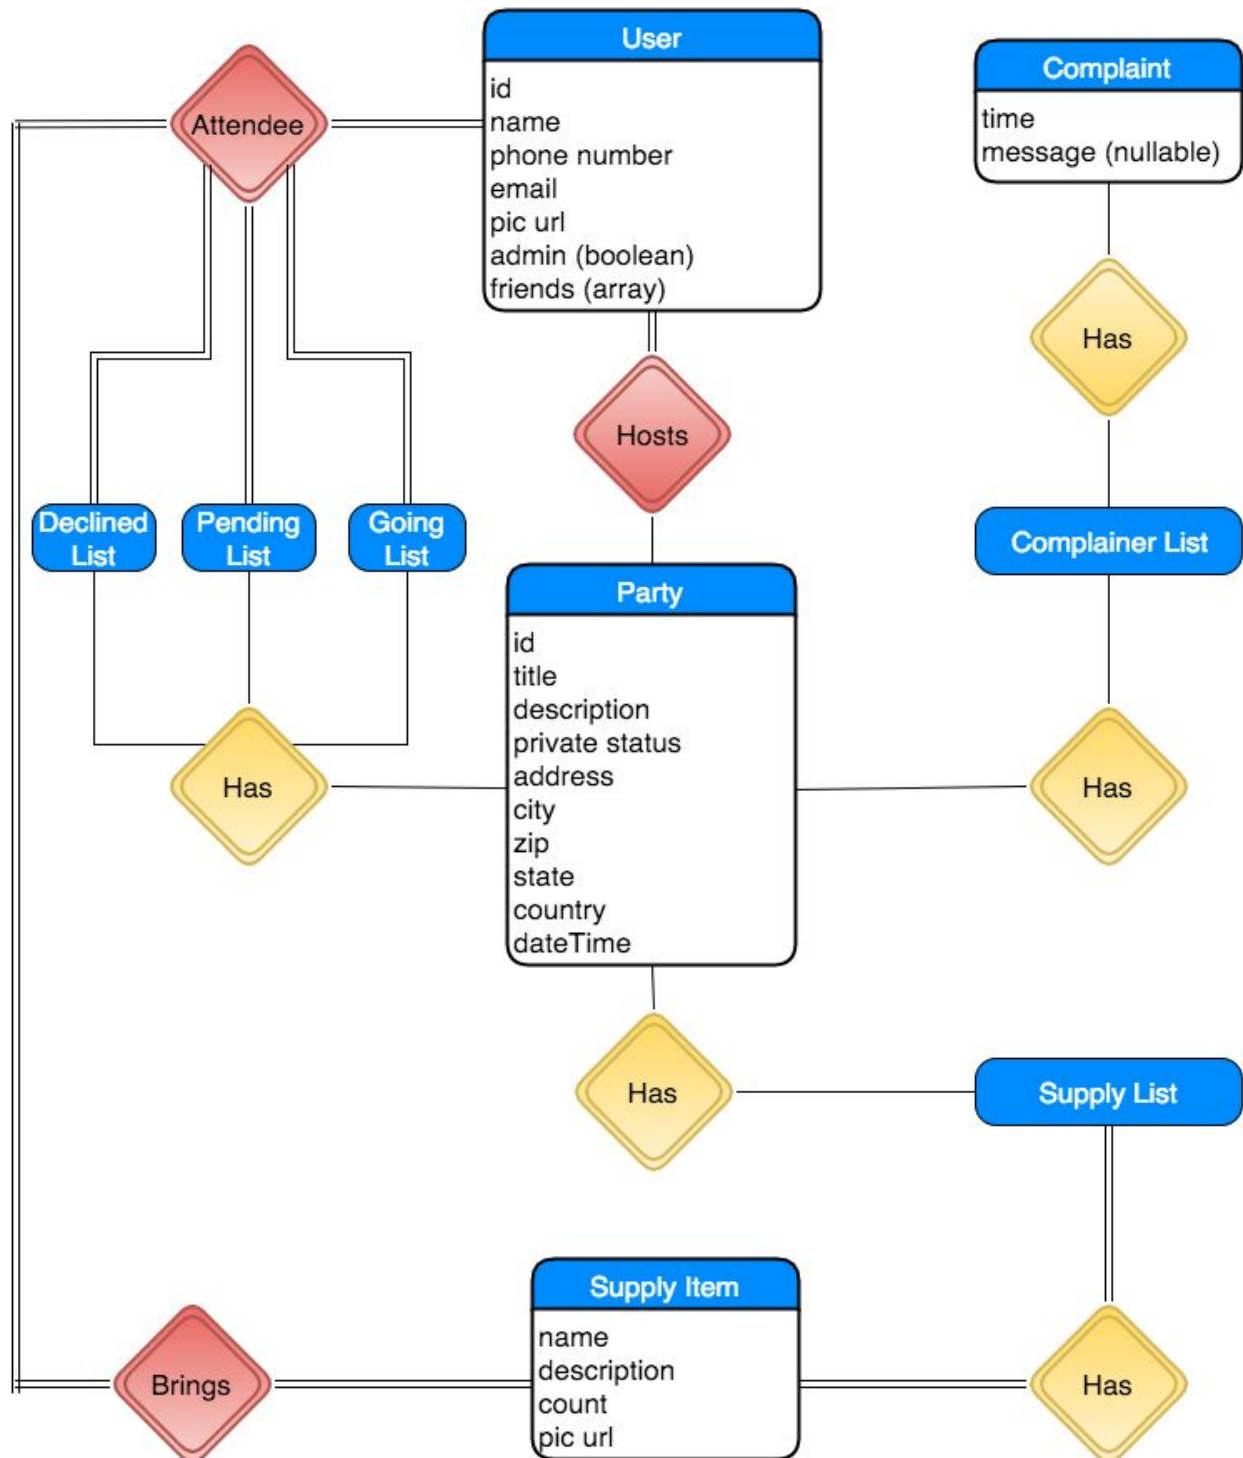 User
id
name
phone number
email
pic url
admin (boolean)
friends (array)
Complaint
time
message (nullable)
Attendee
Has
Hosts
Declined
List
Pending
List
Going
List
Complainer List
Party
id
title
description
private status
address
city
zip
state
country
dateTime
Has
Has
Has
Supply List
Supply Item
name
description
count
pic url
Brings
Has